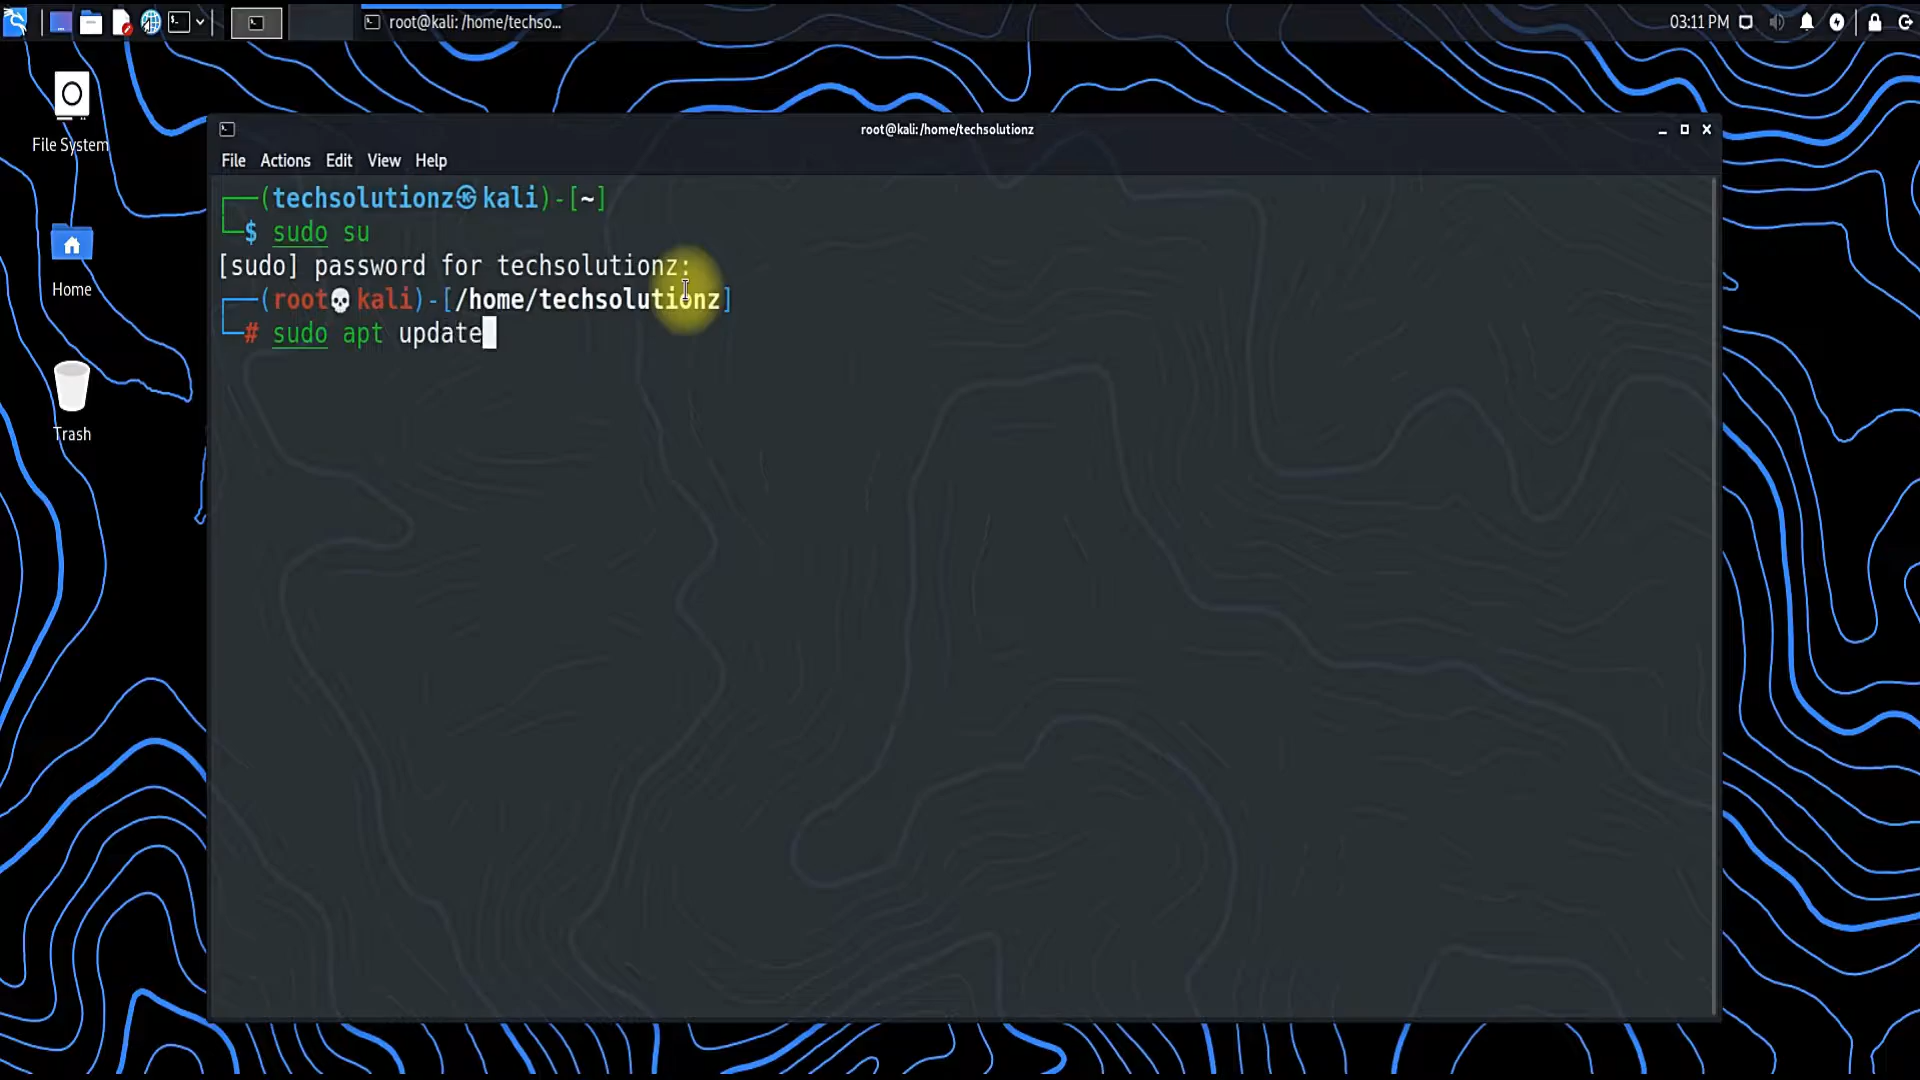 root@kali: /home/techso...
03:11 PM
File System
Home
Trash
root@kali:/home/techsolutionz
File Actions Edit View Help
(techsolutionz㉿kali)-[~]
$ sudo su
[sudo] password for techsolutionz:
(root💀kali)-[/home/techsolutionz]
# sudo apt update